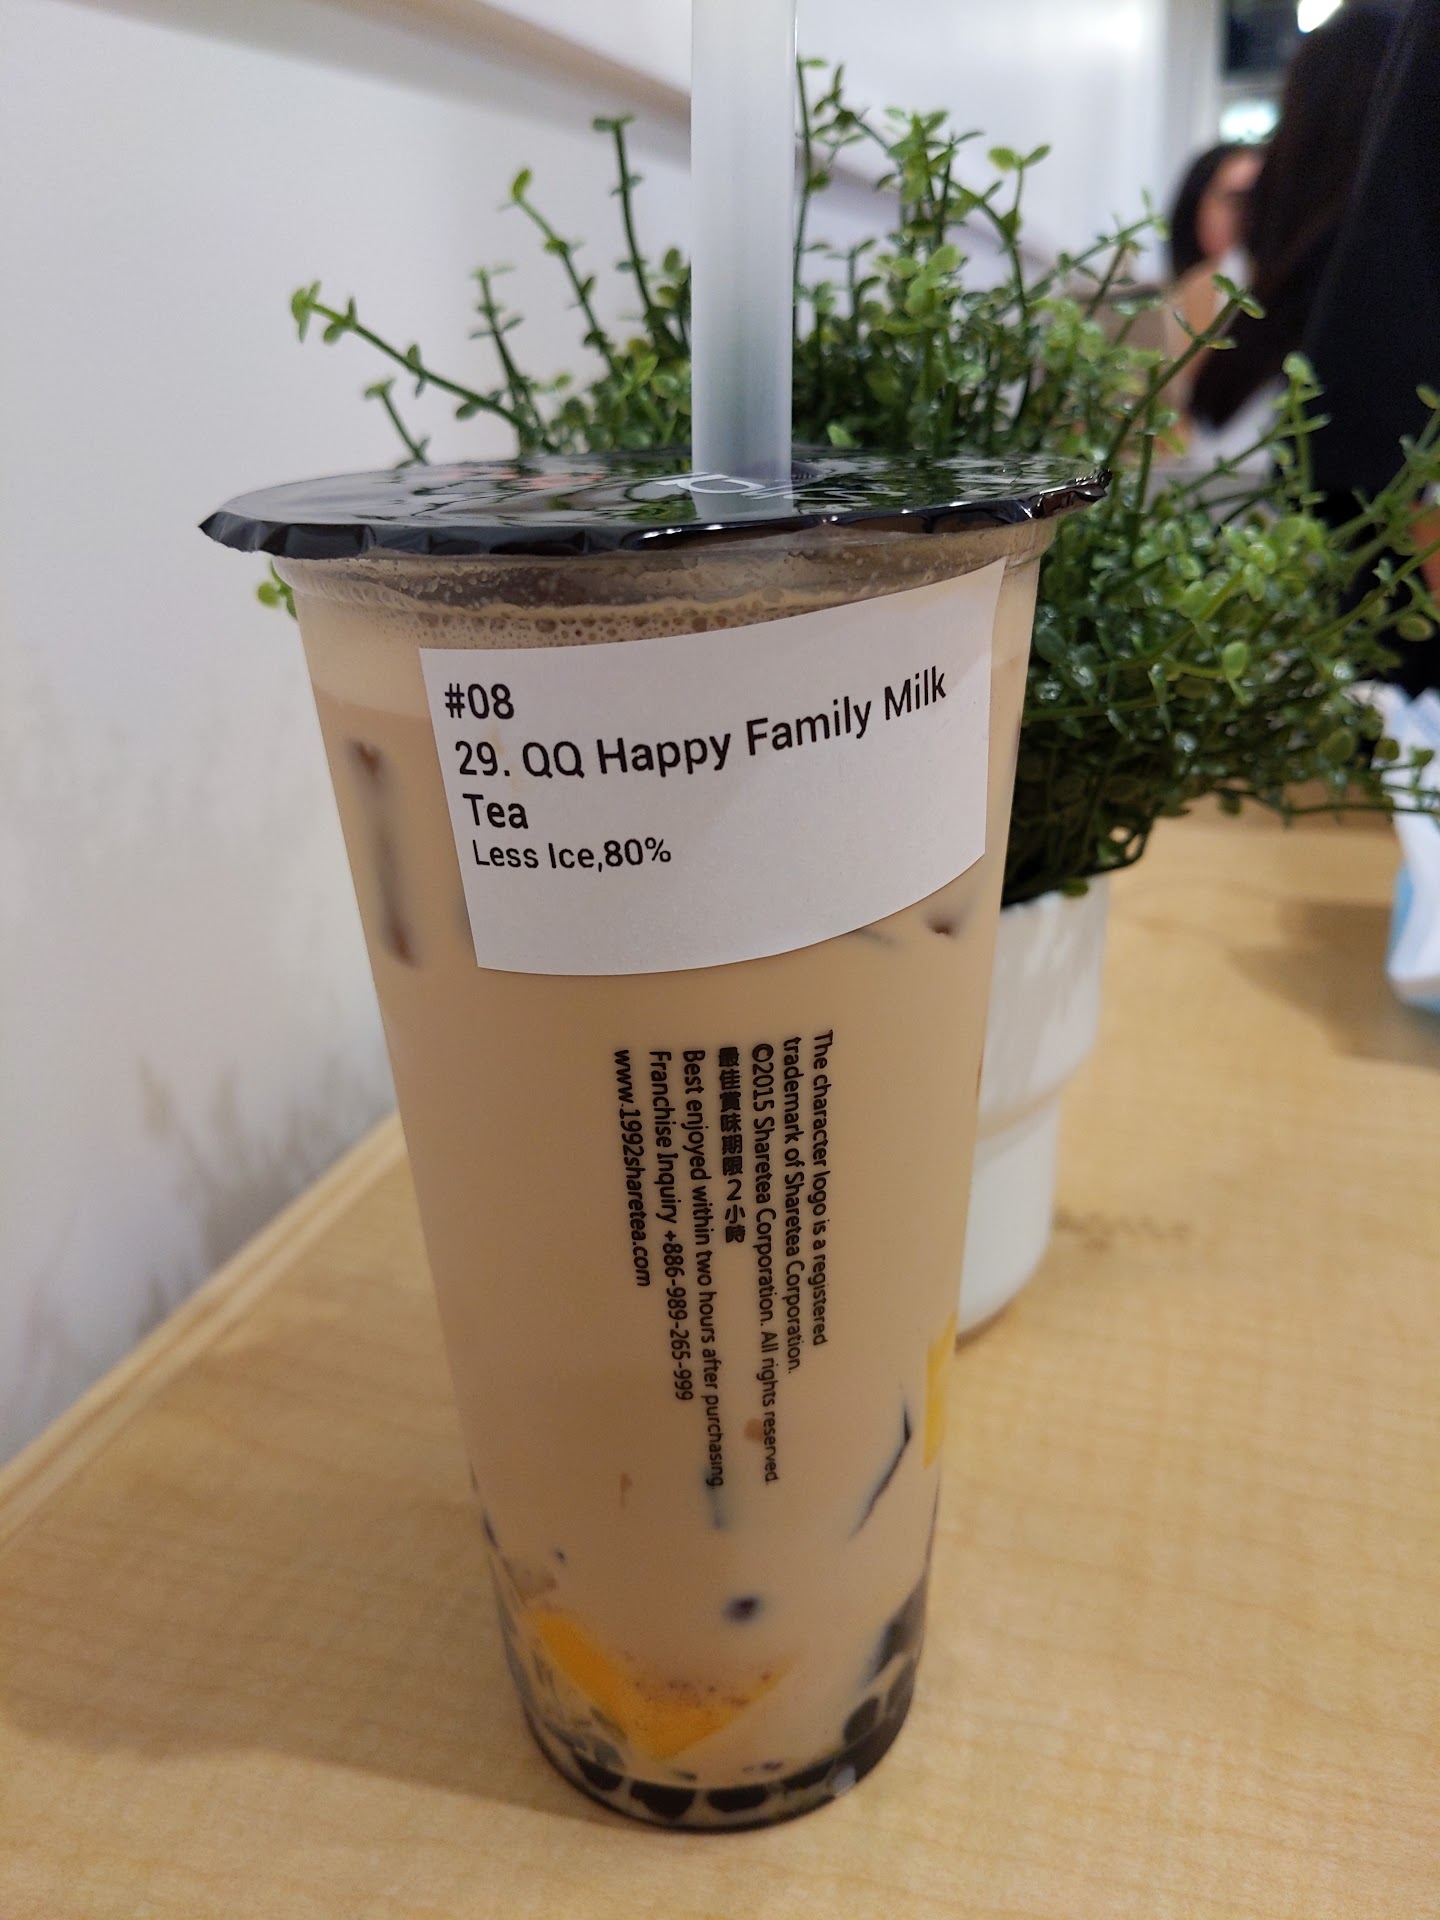 #08
29. QQ Happy Family Milk
Tea
Less Ice,80%
The character logo is a registered
trademark of Sharetea Corporation.
©2015 Sharetea Corporation. All rights reserved
賞味期限2小時
Best enjoyed within two hours after purchasing
Franchise Inquiry +886-989-265-999
www.1992sharetea.com